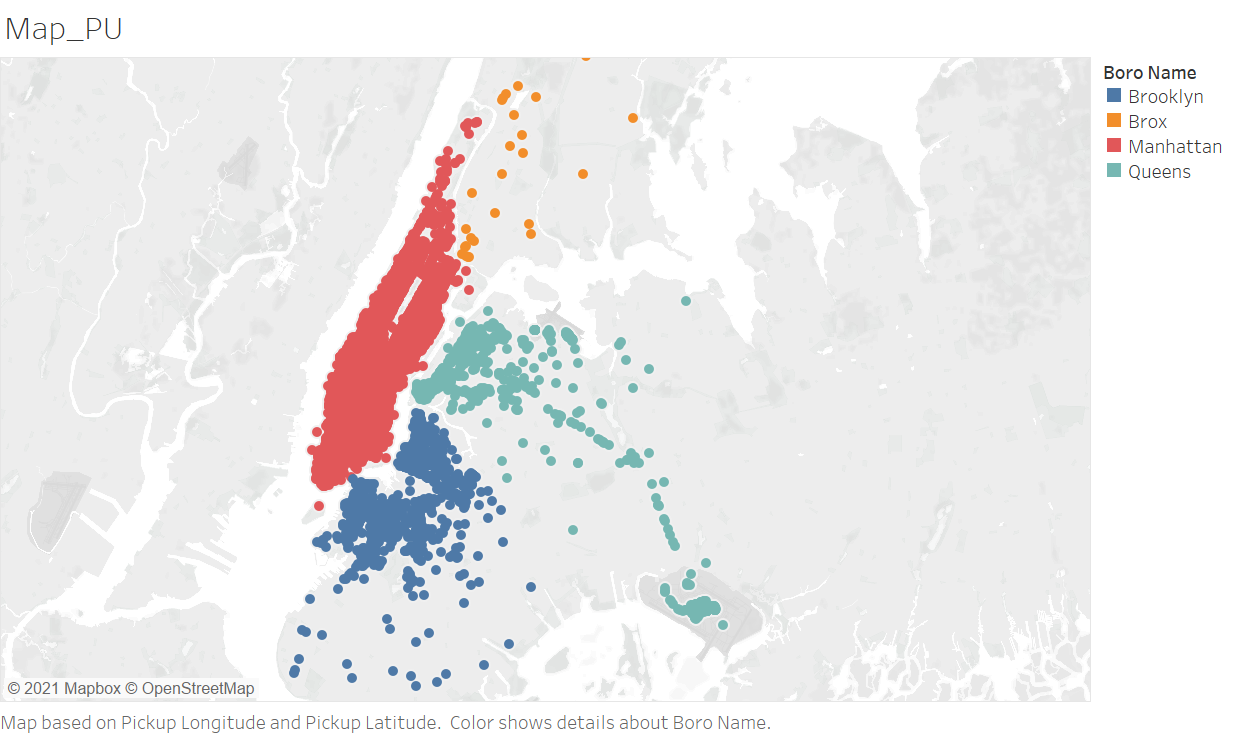 Map_PU
Boro Name
Brooklyn
Brox
Manhattan
Queens
© 2021 Mapbox © OpenStreetMap
Map based on Pickup Longitude and Pickup Latitude.  Color shows details about Boro Name.